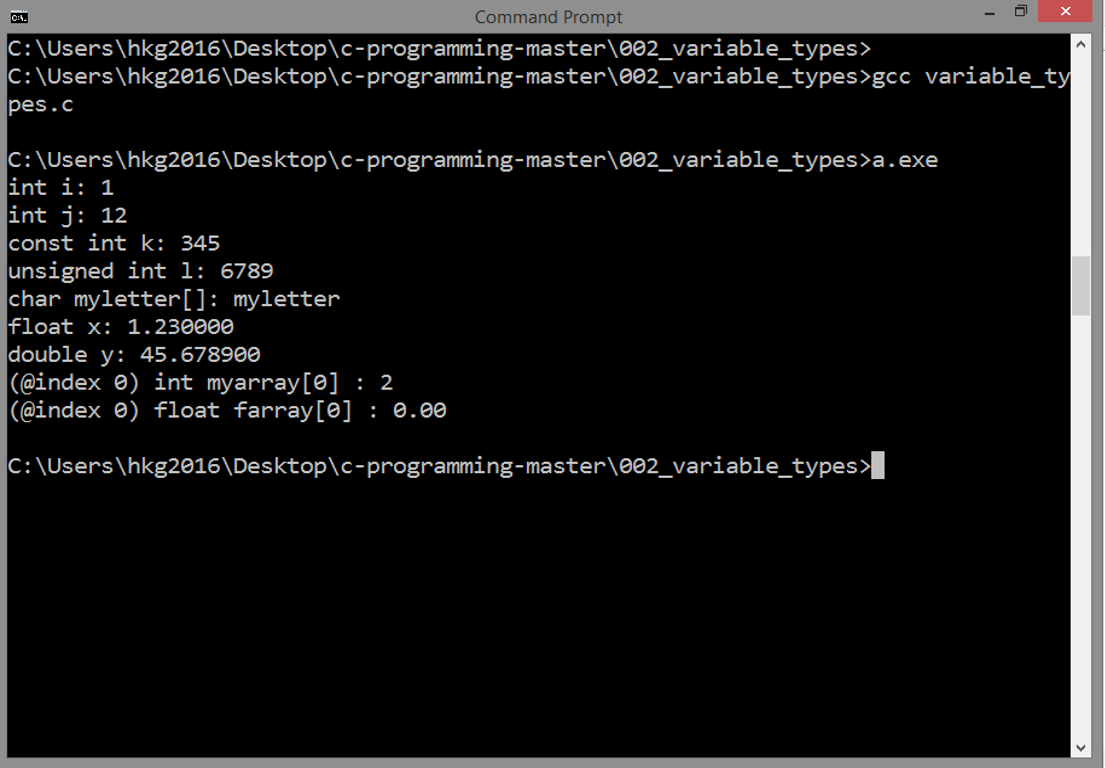 Command Prompt
C:\Users\hkg2016\Desktop\c-programming-master\002_variable_types>
C:\Users\hkg2016\Desktop\c-programming-master\002_variable_types>gcc variable_ty
pes.c
C:\Users\hkg2016\Desktop\c-programming-master\002_variable_types>a.exe
int i: 1
int j: 12
const int k: 345
unsigned int l: 6789
char myletter[]: myletter
float x: 1.230000
double y: 45.678900
(@index 0) int myarray[0] : 2
(@index 0) float farray[0] : 0.00
C:\Users\hkg2016\Desktop\c-programming-master\002_variable_types>